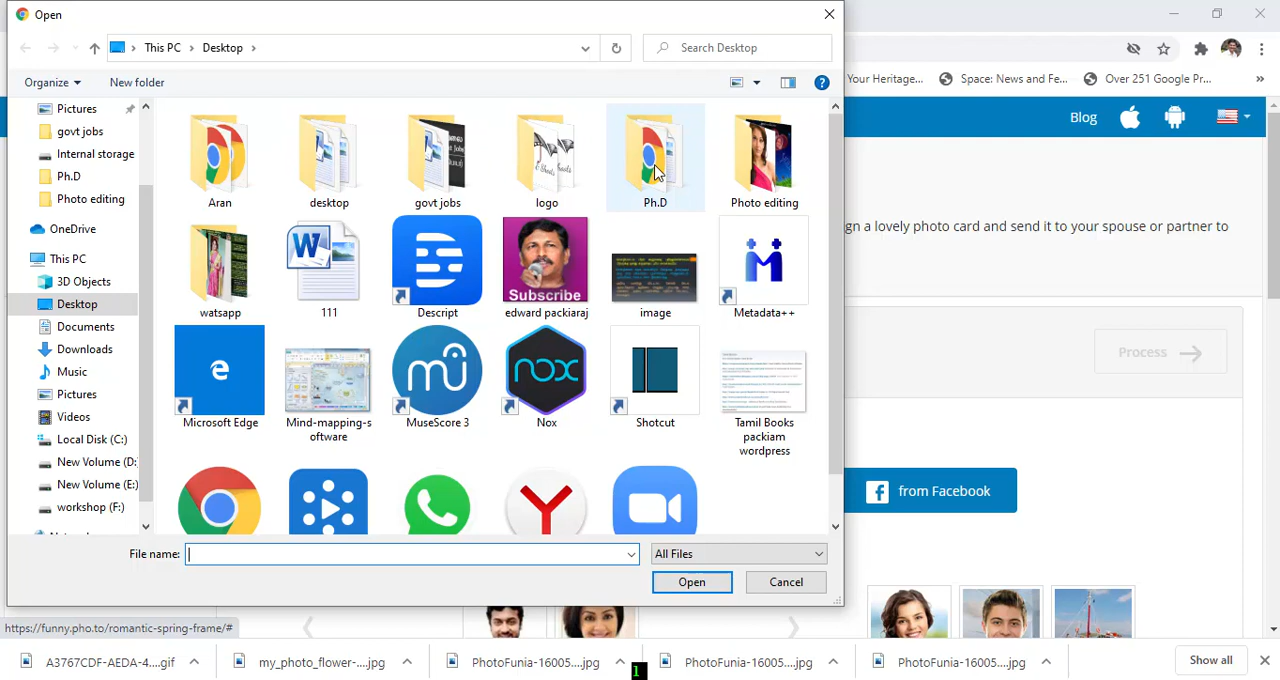 Open
This PC > Desktop >
Search Desktop
Organize
New folder
Pictures
govt jobs
Internal storage
Ph.D
Photo editing
OneDrive
This PC
3D Objects
Desktop
Documents
Downloads
Music
Pictures
Videos
Local Disk (C:)
New Volume (D:
New Volume (E:)
workshop (F:)
Aran
desktop
govt jobs
logo
Ph.D
Photo editing
watsapp
111
Descript
Subscribe
edward packiaraj
image
Metadata++
Microsoft Edge
Mind-mapping-s
oftware
MuseScore 3
nox
Nox
Shotcut
Tamil Books
packiam
wordpress
File name:
All Files
Open
Cancel
Your Heritage...
Space: News and Fe...
Over 251 Google Pr...
»
Blog
gn a lovely photo card and send it to your spouse or partner to
Process
from Facebook
https://funny.pho.to/romantic-spring-frame/#
A3767CDF-AEDA-4....gif
my_photo_flower-....jpg
PhotoFunia-16005....jpg
PhotoFunia-16005....jpg
PhotoFunia-16005....jpg
Show all
1